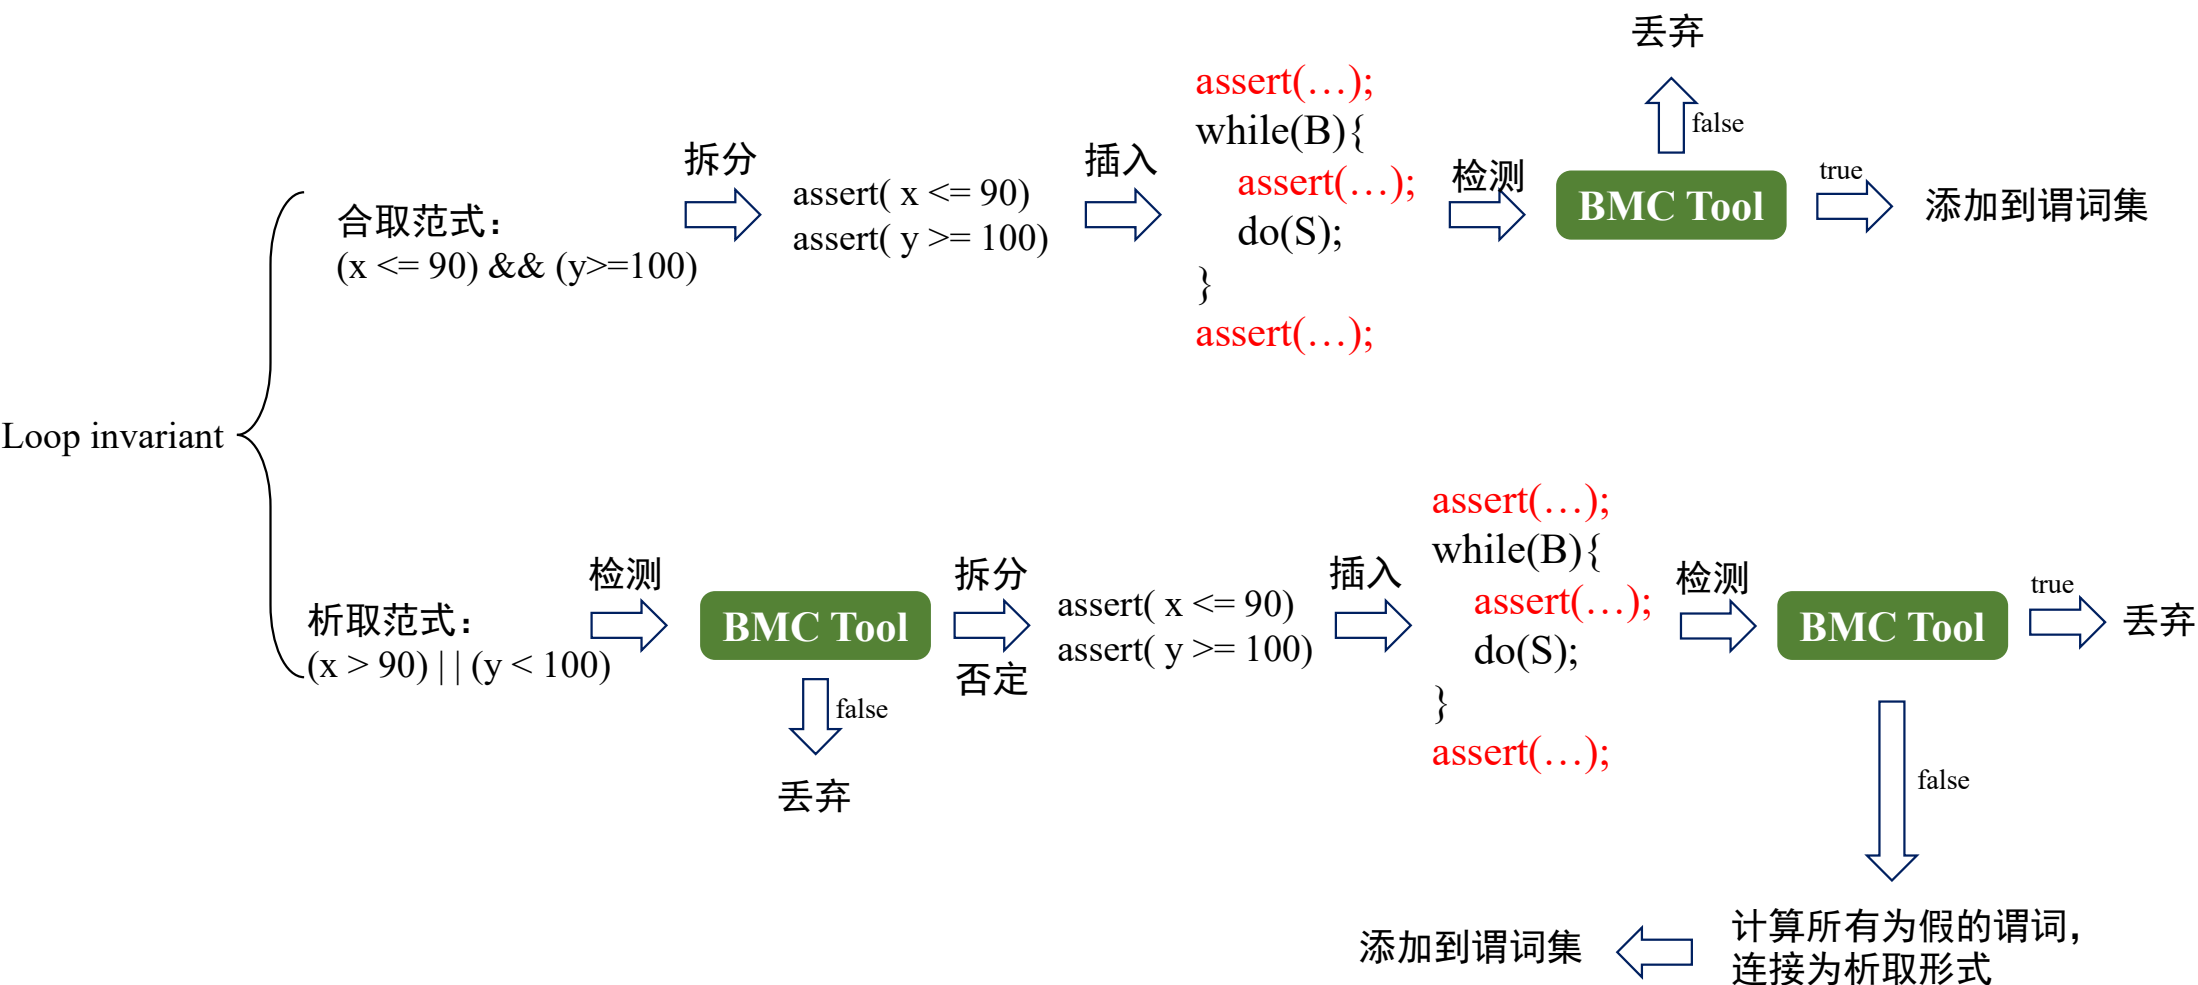 Loop invariant
合取范式：
(x <= 90) && (y>=100)
拆分
assert( x <= 90)
assert( y >= 100)
插入
assert(…);
while(B){
assert(…);
do(S);
}
assert(…);
检测
BMC Tool
false
丢弃
true
添加到谓词集
析取范式：
(x > 90) | | (y < 100)
检测
BMC Tool
false
丢弃
拆分
否定
assert( x <= 90)
assert( y >= 100)
插入
assert(…);
while(B){
assert(…);
do(S);
}
assert(…);
检测
BMC Tool
true
丢弃
false
计算所有为假的谓词，
连接为析取形式
添加到谓词集